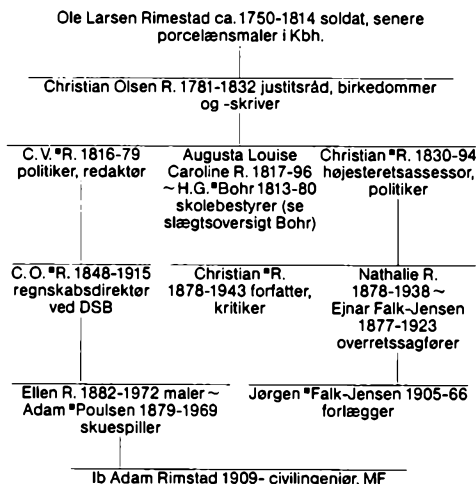 Ole Larsen Rimestad ca. 1750-1814 soldat, senere
porcelænsmaler i Kbh.
Christian Olsen R. 1781-1832 justitsråd, birkedommer
og -skriver
C.V. *R. 1816-79
politiker, redaktør
Augusta Louise
Caroline R. 1817-96
~H.G.*Bohr 1813-80
skolebestyrer (se
slægtsoversigt Bohr)
Christian *R. 1830-94
højesteretsassessor,
politiker
C.O. *R. 1848-1915
regnskabsdirektør
ved DSB
Christian *R.
1878-1943 forfatter,
kritiker
Nathalie R.
1878-1938~
Ejnar Falk-Jensen
1877-1923
overretssagfører
Ellen R. 1882-1972 maler~
Adam *Poulsen 1879-1969
skuespiller
Jørgen *Falk-Jensen 1905-66
forlægger
Ib Adam Rimstad 1909- civilingeniør, MF